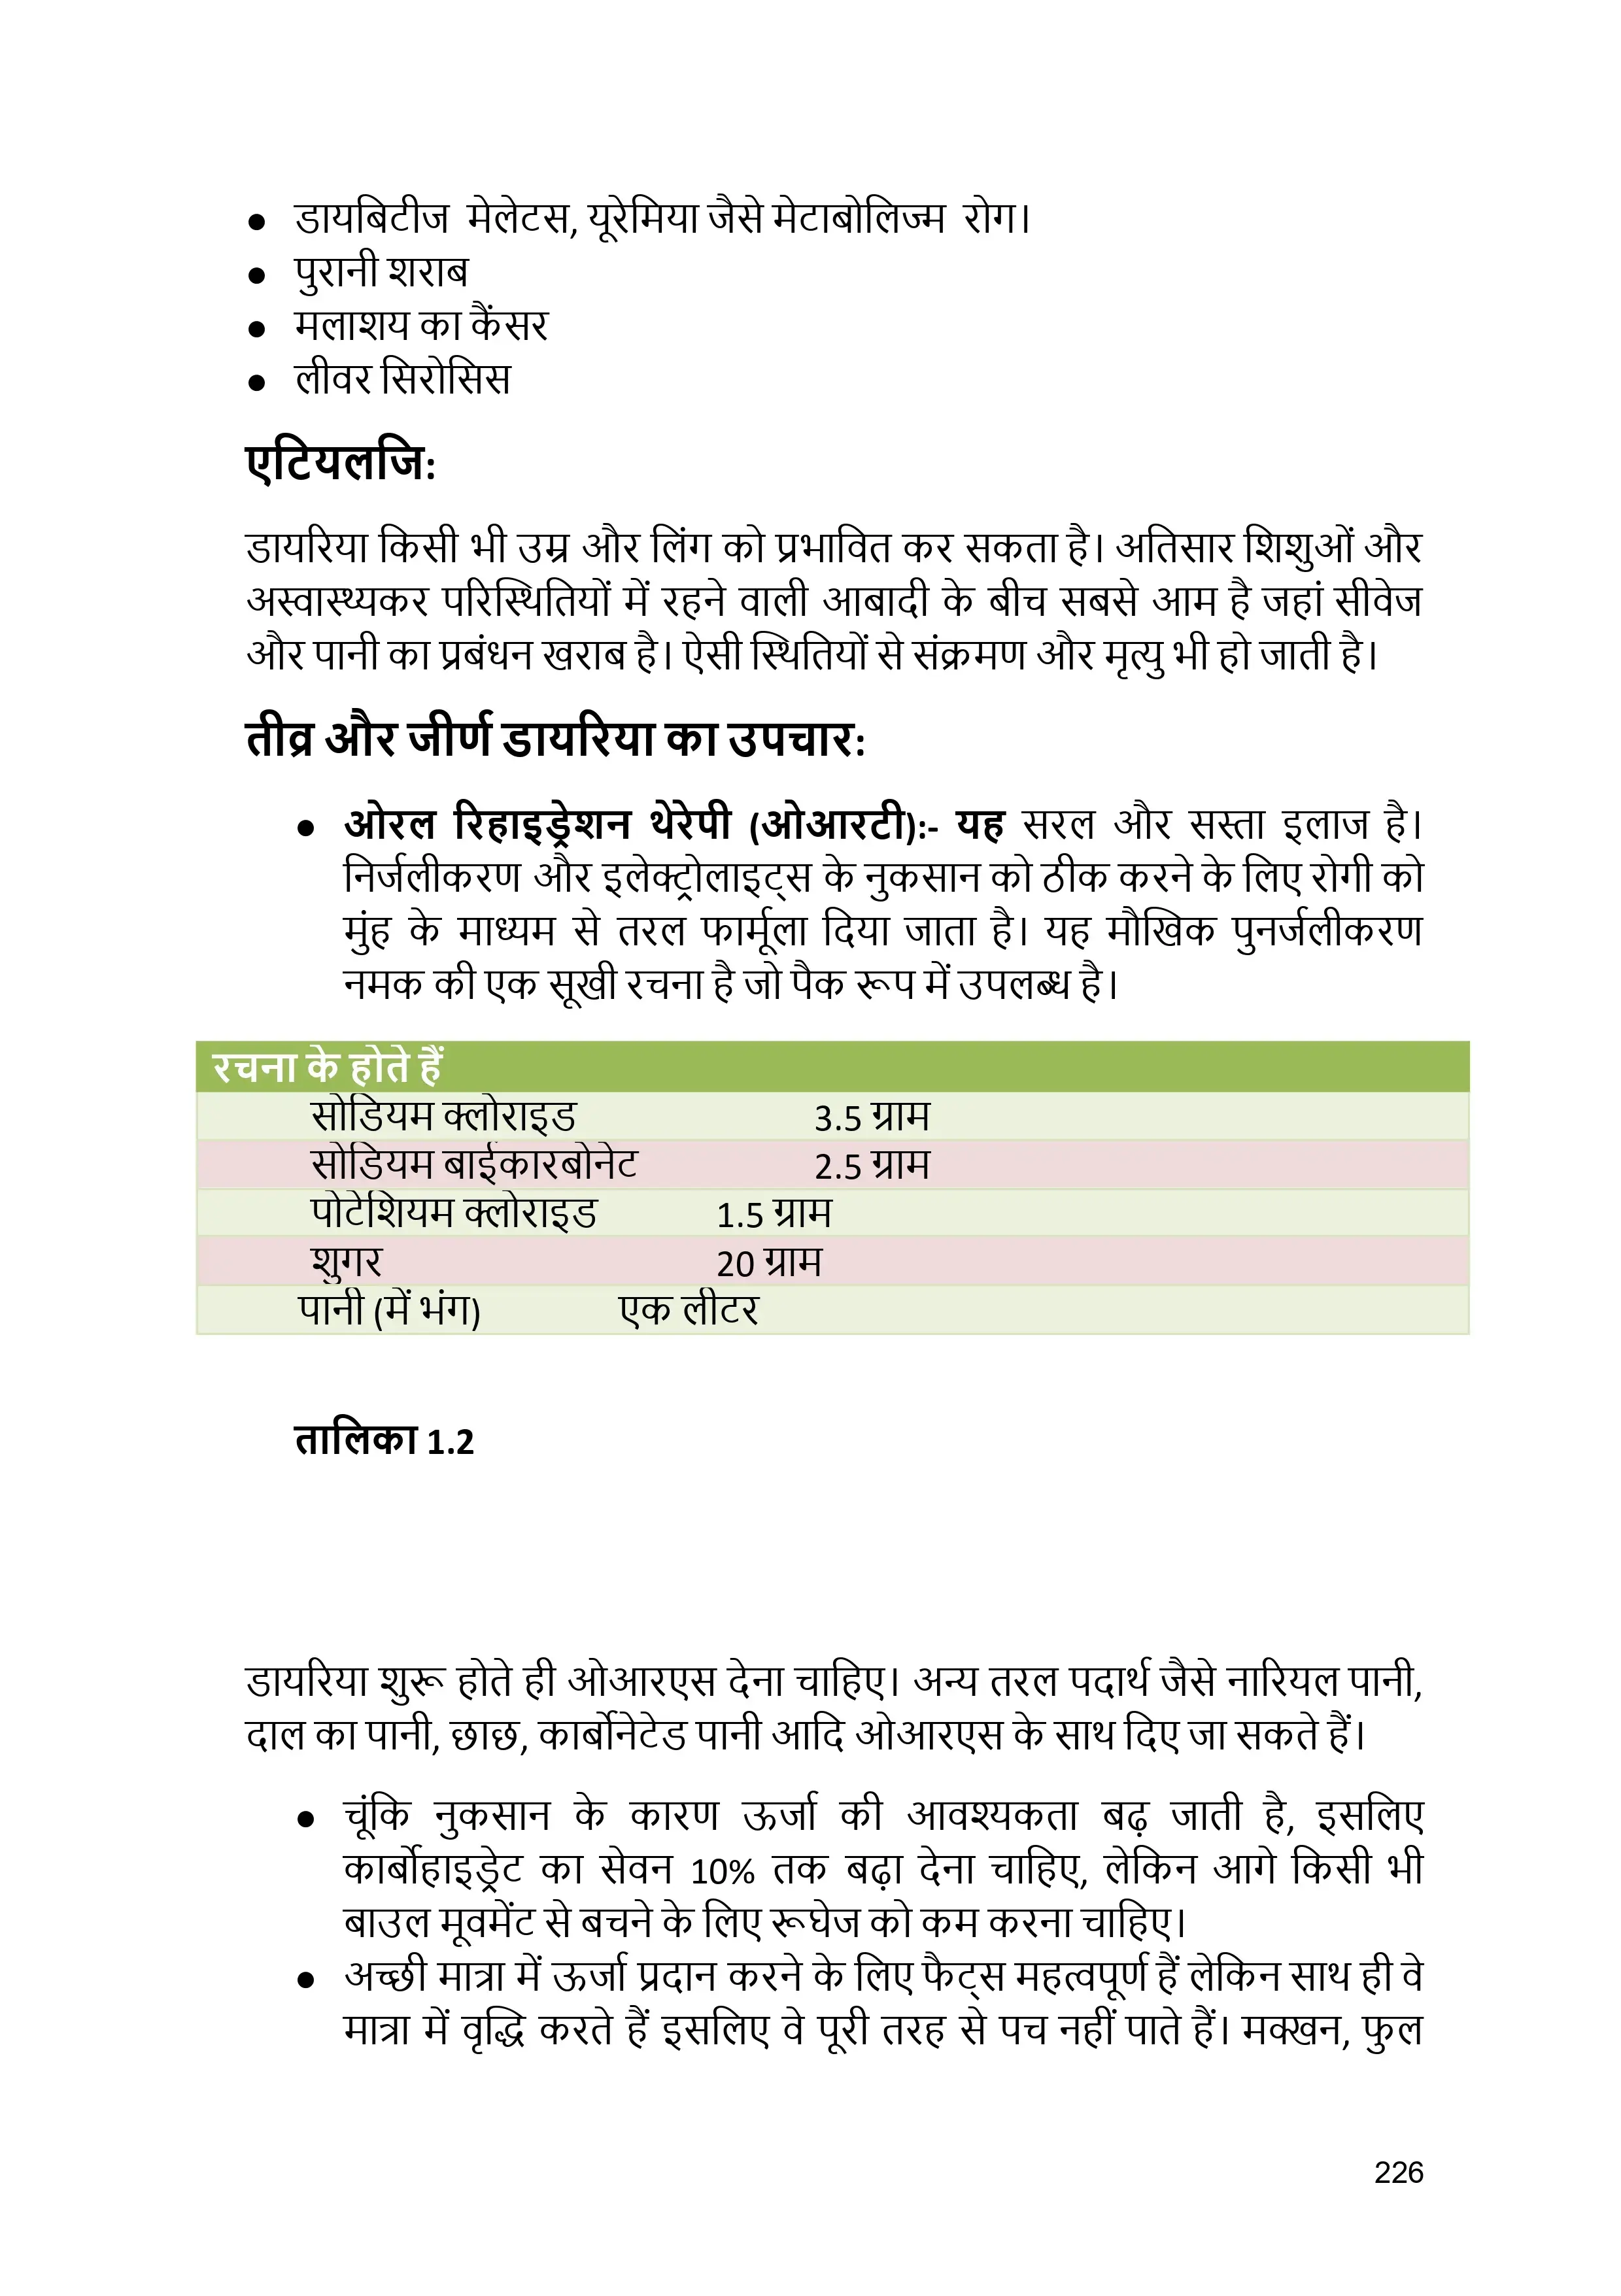 ● डायबिटीज मेलेटस, यूरेमिया जैसे मेटाबोलिज्म रोग।
● पुरानी शराब
● मलाशय का कैंसर
● लीवर सिरोसिस
एटियलजि:
डायरिया किसी भी उम्र और लिंग को प्रभावित कर सकता है। अतिसार शिशुओं और
अस्वास्थ्यकर परिस्थितियों में रहने वाली आबादी के बीच सबसे आम है जहां सीवेज
और पानी का प्रबंधन खराब है। ऐसी स्थितियों से संक्रमण और मृत्यु भी हो जाती है।
तीव्र और जीर्ण डायरिया का उपचार:
● ओरल रिहाइड्रेशन थेरेपी (ओआरटी):- यह सरल और सस्ता इलाज है।
निर्जलीकरण और इलेक्ट्रोलाइट्स के नुकसान को ठीक करने के लिए रोगी को
मुंह के माध्यम से तरल फार्मूला दिया जाता है। यह मौखिक पुनर्जलीकरण
नमक की एक सूखी रचना है जो पैक रूप में उपलब्ध है।
रचना के होते हैं
सोडियम क्लोराइड 3.5 ग्राम
सोडियम बाईकारबोनेट 2.5 ग्राम
पोटेशियम क्लोराइड 1.5 ग्राम
शुगर 20 ग्राम
पानी (में भंग) एक लीटर
तालिका 1.2
डायरिया शुरू होते ही ओआरएस देना चाहिए। अन्य तरल पदार्थ जैसे नारियल पानी,
दाल का पानी, छाछ, कार्बोनेटेड पानी आदि ओआरएस के साथ दिए जा सकते हैं।
● चूंकि नुकसान के कारण ऊर्जा की आवश्यकता बढ़ जाती है, इसलिए
कार्बोहाइड्रेट का सेवन 10% तक बढ़ा देना चाहिए, लेकिन आगे किसी भी
बाउल मूवमेंट से बचने के लिए रूघेज को कम करना चाहिए।
● अच्छी मात्रा में ऊर्जा प्रदान करने के लिए फैट्स महत्वपूर्ण हैं लेकिन साथ ही वे
मात्रा में वृद्धि करते हैं इसलिए वे पूरी तरह से पच नहीं पाते हैं। मक्खन, फुल
226